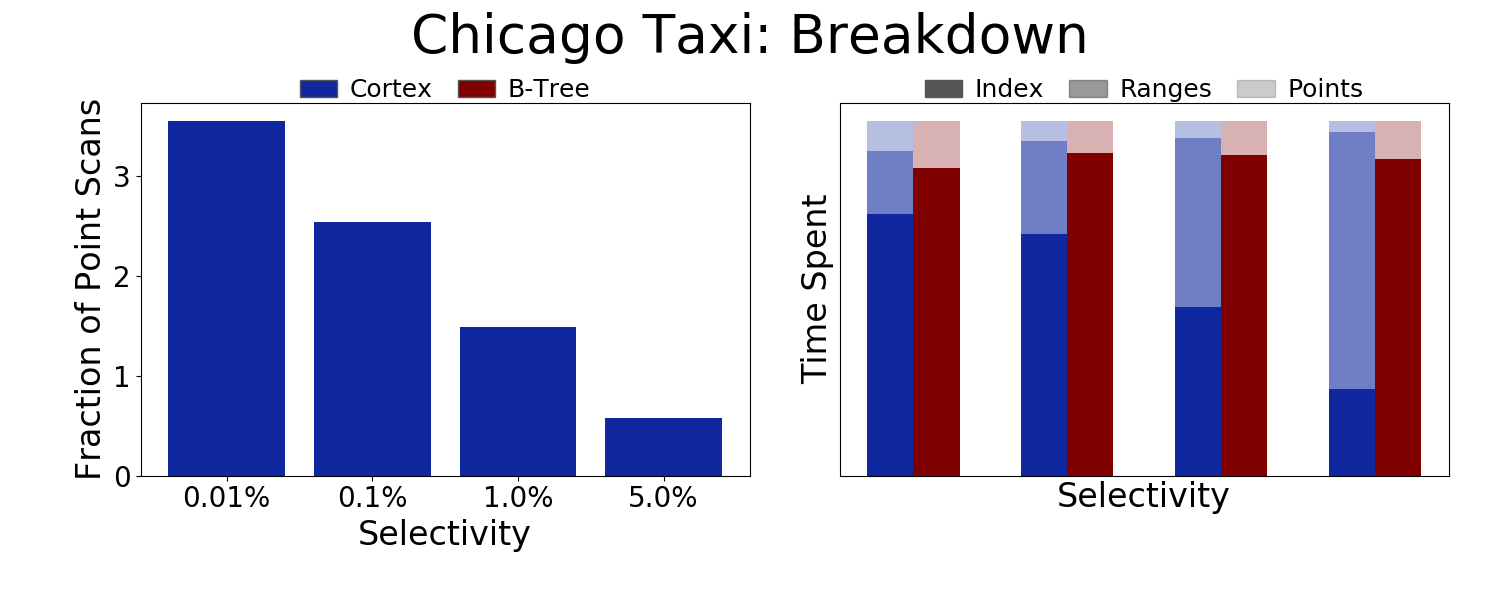 Chicago Taxi: Breakdown
Cortex B-Tree
Fraction of Point Scans
3
2
1
0
0.01% 0.1% 1.0% 5.0%
Selectivity
Index Ranges Points
Time Spent
Selectivity